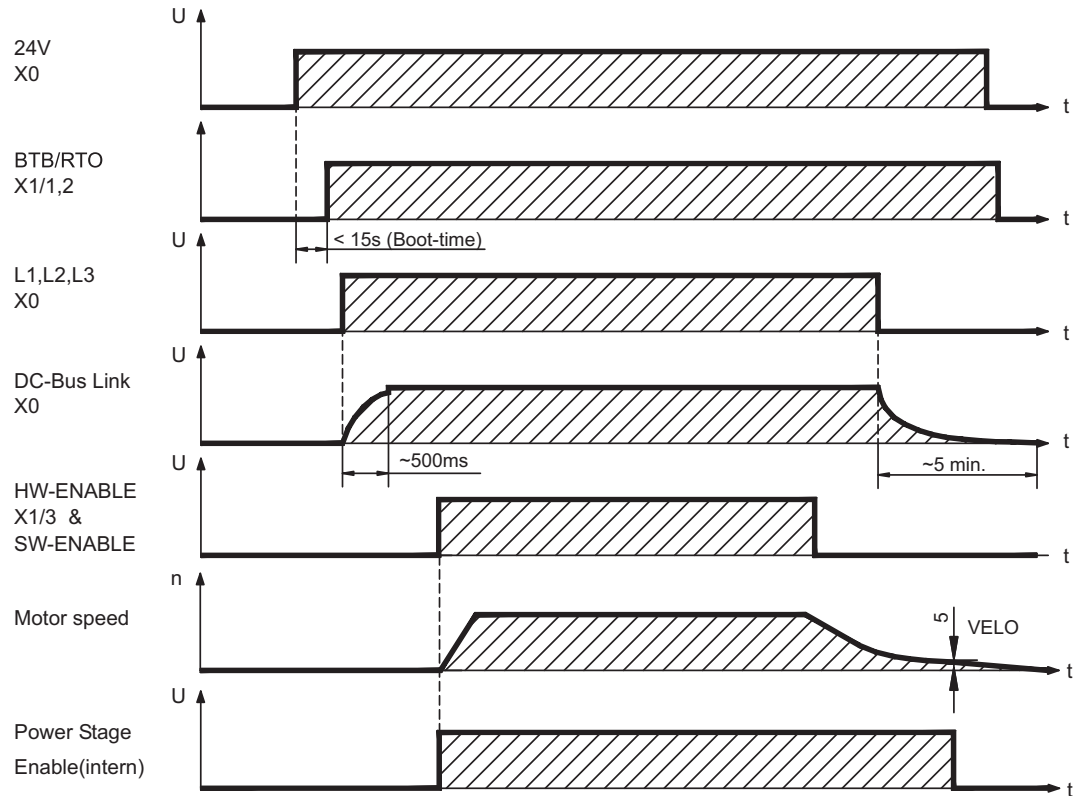 U
24V
X0
t
BTB/RTO
X1/1,2
t
< 15s (Boot-time)
U
L1,L2,L3
X0
t
U
DC-Bus Link
X0
t
~500ms
~5 min.
U
HW-ENABLE
X1/3 &
SW-ENABLE
t
n
Motor speed
5
VELO
t
U
Power Stage
Enable(intern)
t